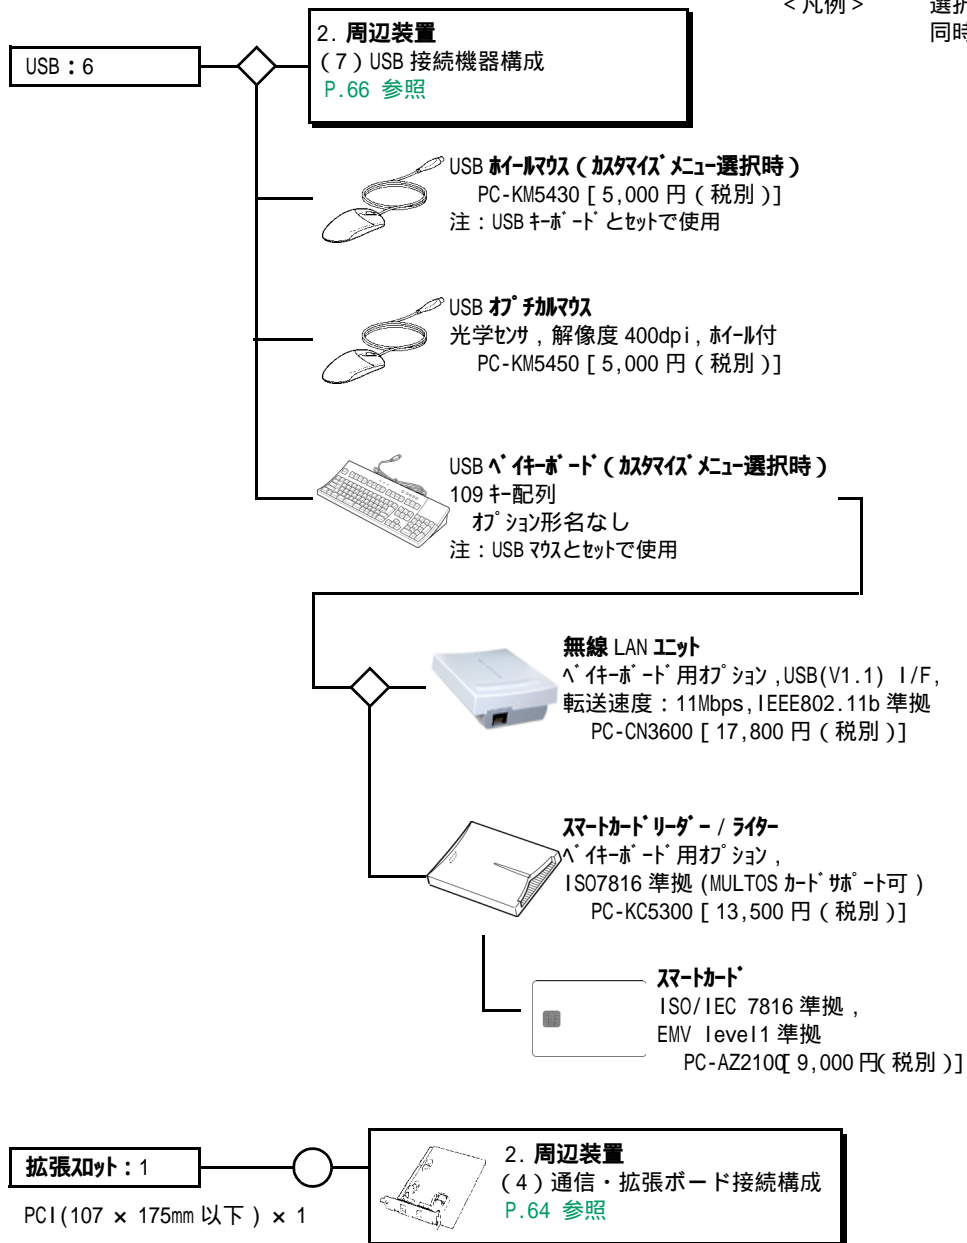 <凡例>
選択
同時
USB：6
2. 周辺装置
(7) USB 接続機器構成
P.66 参照
USB ﾎｲｰﾙﾏｳｽ（ｶｽﾀﾏｲｽﾞﾒﾆｭｰ選択時）
PC-KM5430 [ 5,000 円（税別）]
注：USB ｷｰﾎﾞｰﾄﾞとｾｯﾄで使用
USB ｵﾌﾟﾁｶﾙﾏｳｽ
光学ｾﾝｻ，解像度 400dpi，ﾎｲｰﾙ付
PC-KM5450 [ 5,000 円（税別）]
USB ﾍﾞｲｷｰﾎﾞｰﾄﾞ（ｶｽﾀﾏｲｽﾞﾒﾆｭｰ選択時）
109 ｷｰ配列
ｵﾌﾟｼｮﾝ形名なし
注：USB ﾏｳｽとｾｯﾄで使用
無線 LAN ﾕﾆｯﾄ
ﾍﾞｲｷｰﾎﾞｰﾄﾞ用ｵﾌﾟｼｮﾝ,USB(V1.1) I/F,
転送速度：11Mbps,IEEE802.11b 準拠
PC-CN3600 [ 17,800 円（税別）]
ｽﾏｰﾄｶｰﾄﾞﾘｰﾀﾞｰ / ﾗｲﾀｰ
ﾍﾞｲｷｰﾎﾞｰﾄﾞ用ｵﾌﾟｼｮﾝ，
ISO7816 準拠 (MULTOS ｶｰﾄﾞｻﾎﾟｰﾄ可）
PC-KC5300 [ 13,500 円（税別）]
ｽﾏｰﾄｶｰﾄﾞ
ISO/IEC 7816 準拠，
EMV level1 準拠
PC-AZ2100[ 9,000 円（税別）]
拡張ｽﾛｯﾄ：1
PCI(107 × 175mm 以下）× 1
2. 周辺装置
(4) 通信・拡張ボード接続構成
P.64 参照